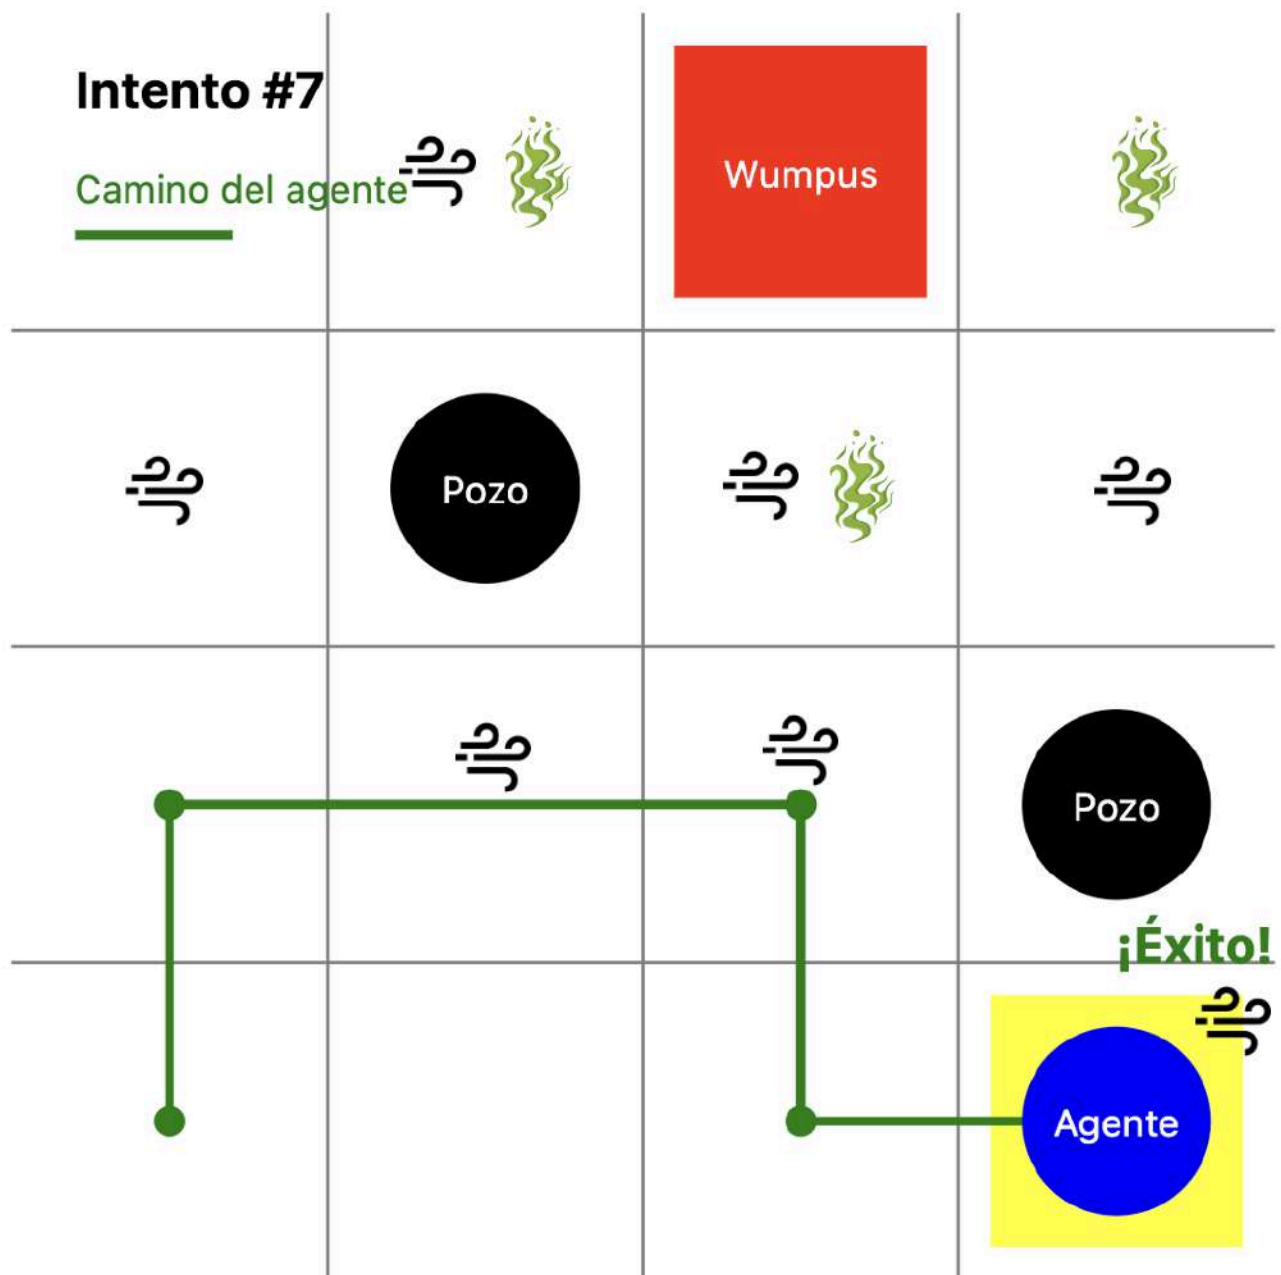 Intento #7
Camino del agente
Wumpus
Pozo
Pozo
¡Éxito!
Agente